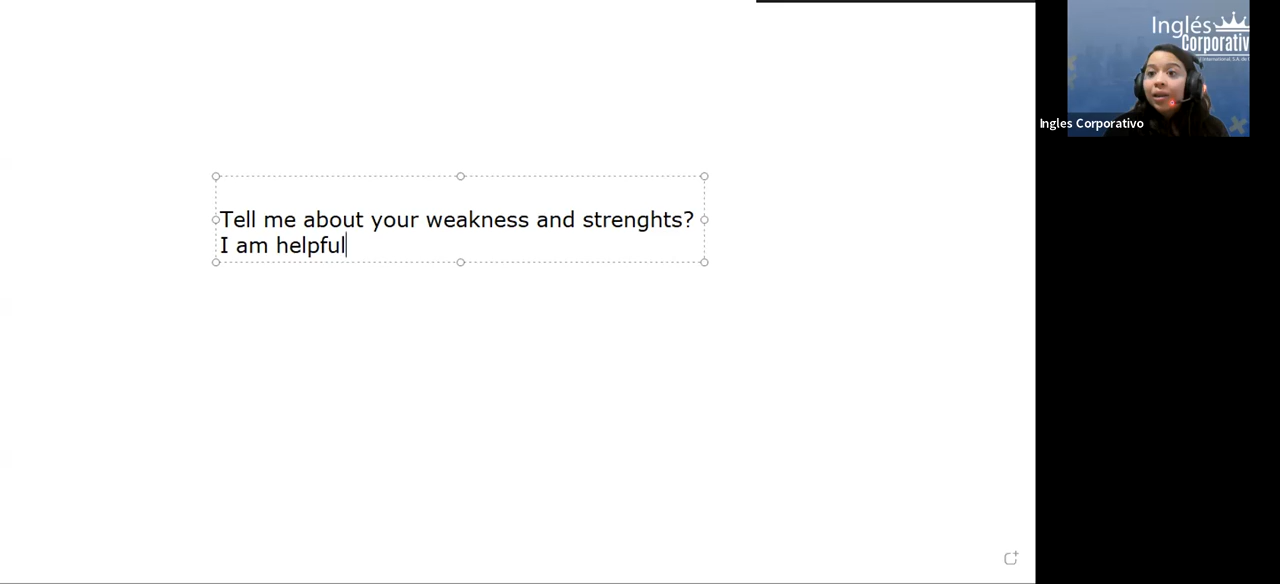 Tell me about your weakness and strenghts?
I am helpful
Inglés
Corporativ
Ingles Corporativo